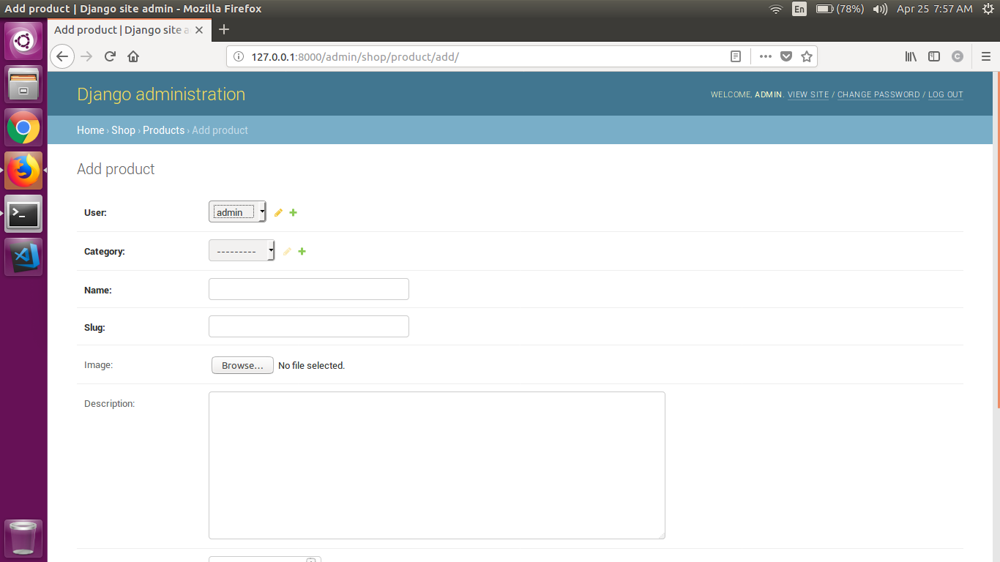 Add product | Django site admin - Mozilla Firefox
En (78%) Apr 25 7:57 AM
Add product | Django site a
127.0.0.1:8000/admin/shop/product/add/
C
Django administration
WELCOME, ADMIN. VIEW SITE / CHANGE PASSWORD / LOG OUT
Home › Shop › Products › Add product
Add product
User: admin
Category: ---------
Name:
Slug:
Image: Browse... No file selected.
Description: